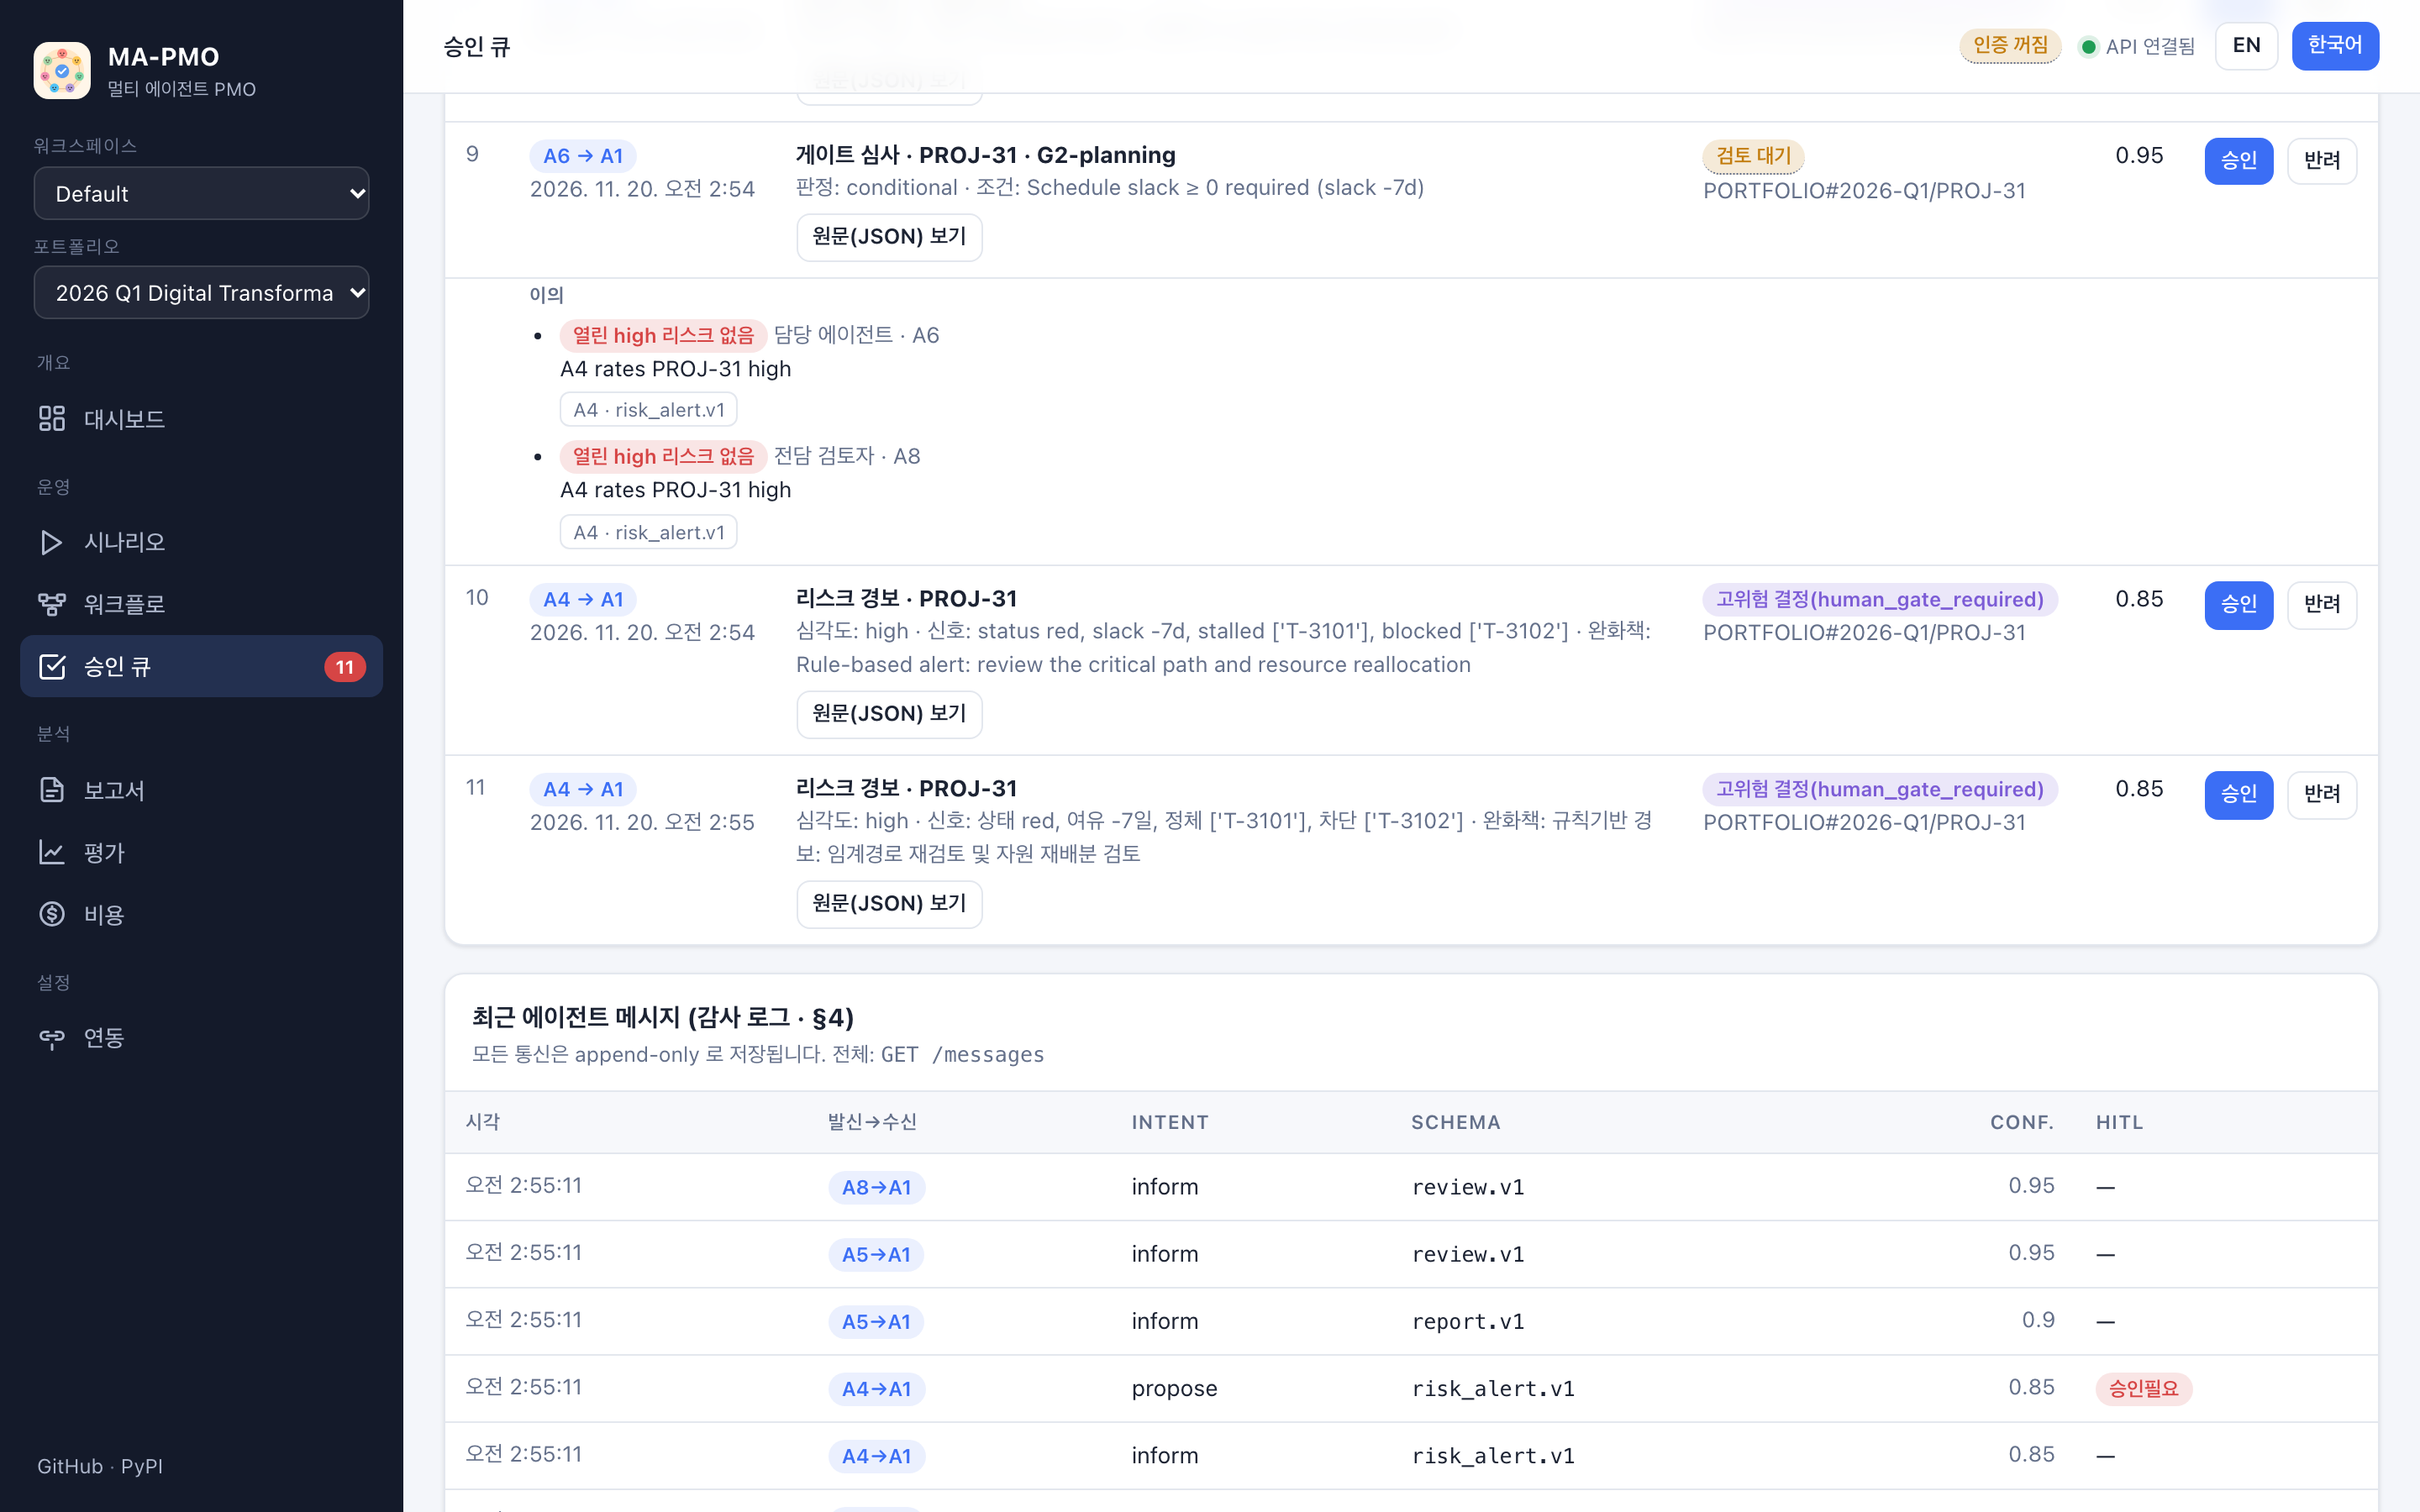 MA-PMO
멀티 에이전트 PMO
워크스페이스
Default
포트폴리오
2026 Q1 Digital Transforma
개요
대시보드
운영
시나리오
워크플로
승인 큐
11
분석
보고서
평가
비용
설정
연동
GitHub · PyPI
승인 큐
인증 꺼짐
API 연결됨
EN
한국어
원문(JSON) 보기
9
A6 → A1
2026. 11. 20. 오전 2:54
게이트 심사 · PROJ-31 · G2-planning
판정: conditional · 조건: Schedule slack ≥ 0 required (slack -7d)
원문(JSON) 보기
검토 대기
PORTFOLIO#2026-Q1/PROJ-31
0.95
승인
반려
이의
열린 high 리스크 없음 담당 에이전트 · A6
A4 rates PROJ-31 high
A4 · risk_alert.v1
열린 high 리스크 없음 전담 검토자 · A8
A4 rates PROJ-31 high
A4 · risk_alert.v1
10
A4 → A1
2026. 11. 20. 오전 2:54
리스크 경보 · PROJ-31
심각도: high · 신호: status red, slack -7d, stalled ['T-3101'], blocked ['T-3102'] · 완화책:
Rule-based alert: review the critical path and resource reallocation
원문(JSON) 보기
고위험 결정(human_gate_required)
PORTFOLIO#2026-Q1/PROJ-31
0.85
승인
반려
11
A4 → A1
2026. 11. 20. 오전 2:55
리스크 경보 · PROJ-31
심각도: high · 신호: 상태 red, 여유 -7일, 정체 ['T-3101'], 차단 ['T-3102'] · 완화책: 규칙기반 경
보: 임계경로 재검토 및 자원 재배분 검토
원문(JSON) 보기
고위험 결정(human_gate_required)
PORTFOLIO#2026-Q1/PROJ-31
0.85
승인
반려
최근 에이전트 메시지 (감사 로그 · §4)
모든 통신은 append-only 로 저장됩니다. 전체: GET /messages
시각 발신→수신 INTENT SCHEMA CONF. HITL
오전 2:55:11 A8→A1 inform review.v1 0.95 —
오전 2:55:11 A5→A1 inform review.v1 0.95 —
오전 2:55:11 A5→A1 inform report.v1 0.9 —
오전 2:55:11 A4→A1 propose risk_alert.v1 0.85 승인필요
오전 2:55:11 A4→A1 inform risk_alert.v1 0.85 —